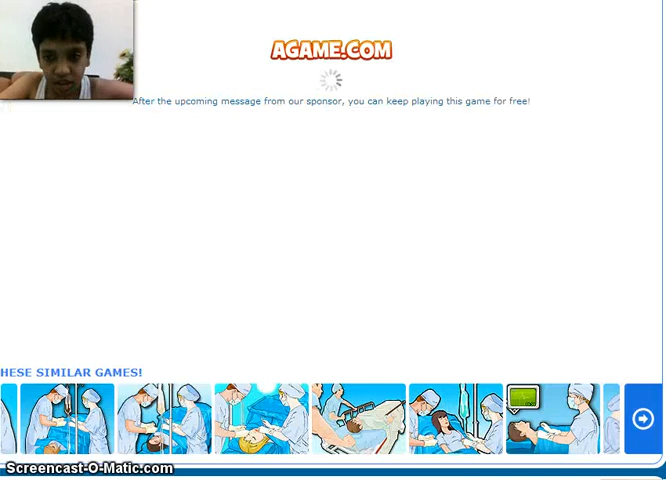 AGAME.COM
After the upcoming message from our sponsor, you can keep playing this game for free!
HESE SIMILAR GAMES!
Screencast-O-Matic.com